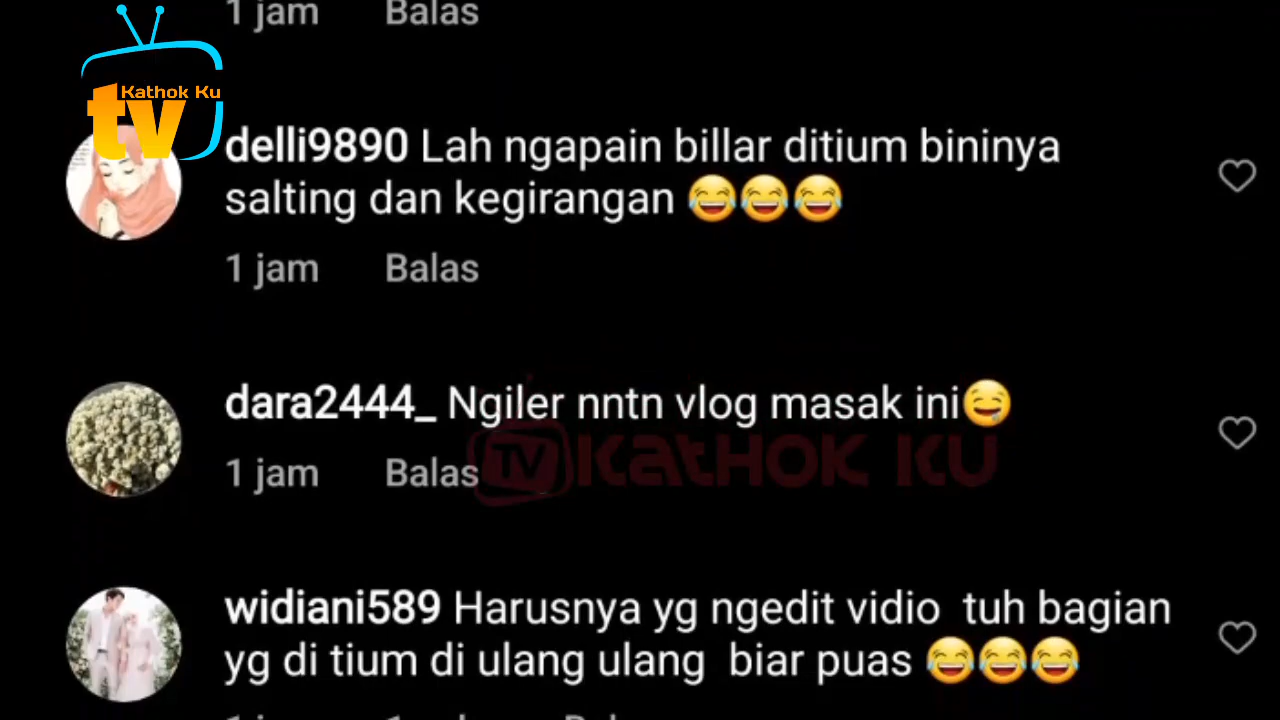 1 jam Balas
Kathok Ku
tv
delli9890 Lah ngapain billar ditium bininya
salting dan kegirangan 😂😂😂
1 jam Balas
dara2444_ Ngiler nntn vlog masak ini🤤
1 jam Balas
TV KATHOK KU
widiani589 Harusnya yg ngedit vidio tuh bagian
yg di tium di ulang ulang biar puas 😂😂😂